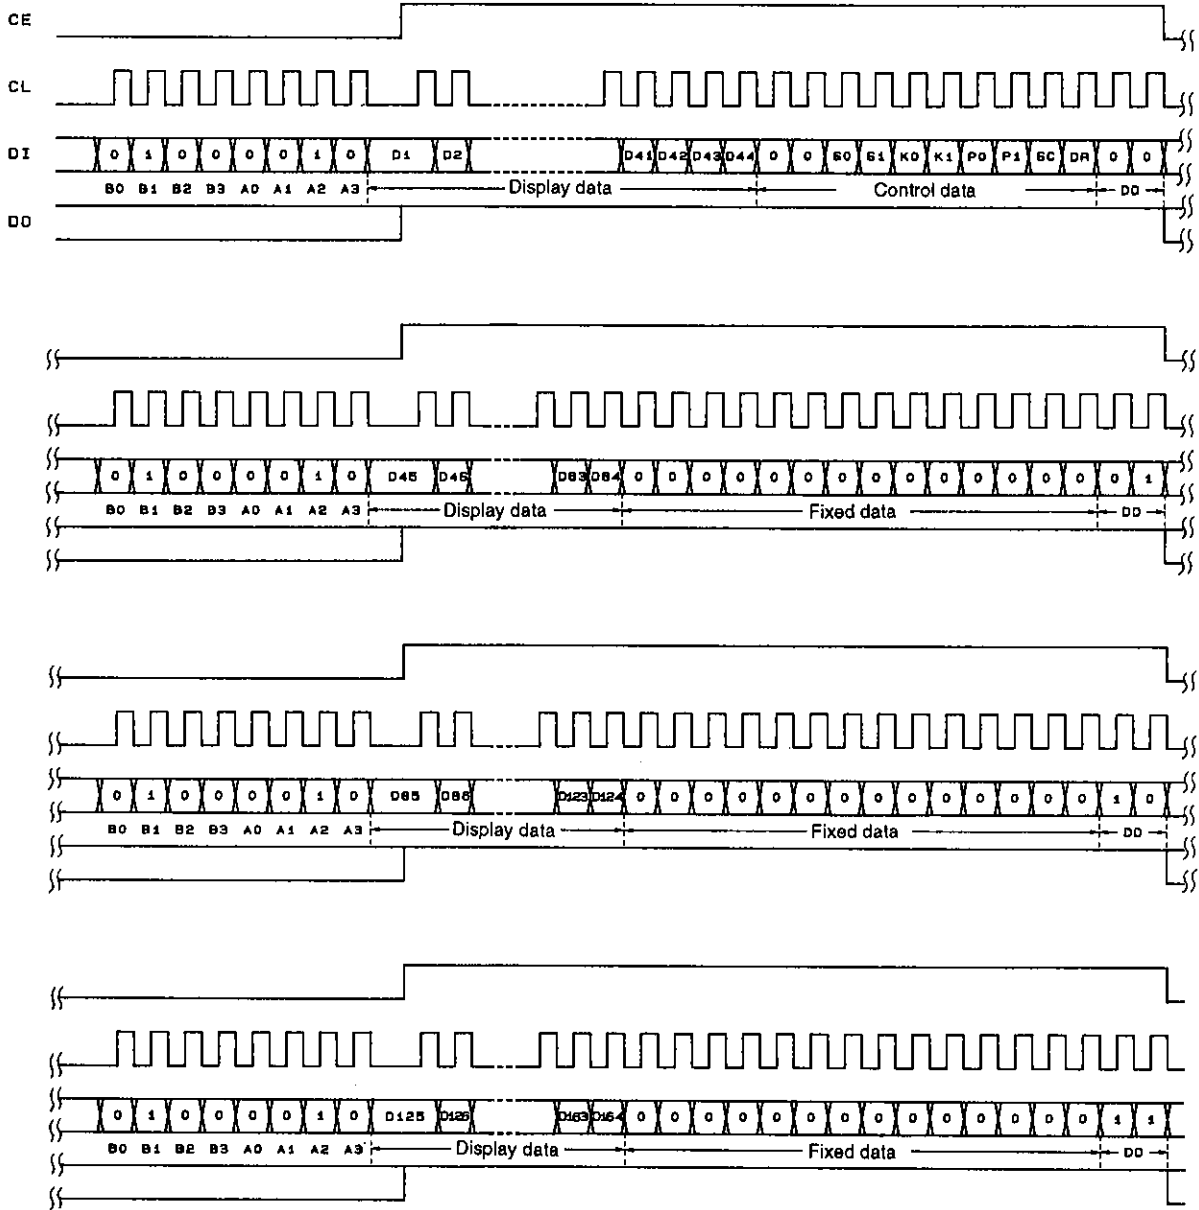 CE
CL
DI 0 1 0 0 0 0 1 0 D1 D2 D41 D42 D43 D44 0 0 S0 S1 K0 K1 P0 P1 SC DR 0 0
B0 B1 B2 B3 A0 A1 A2 A3 Display data Control data DD
DO
0 1 0 0 0 0 1 0 D45 D46 D83 D84 0 0 0 0 0 0 0 0 0 0 0 0 0 0 0 1
B0 B1 B2 B3 A0 A1 A2 A3 Display data Fixed data DD
0 1 0 0 0 0 1 0 D85 D86 D123 D124 0 0 0 0 0 0 0 0 0 0 0 0 0 0 1 0
B0 B1 B2 B3 A0 A1 A2 A3 Display data Fixed data DD
0 1 0 0 0 0 1 0 D125 D126 D163 D164 0 0 0 0 0 0 0 0 0 0 0 0 0 0 1 1
B0 B1 B2 B3 A0 A1 A2 A3 Display data Fixed data DD